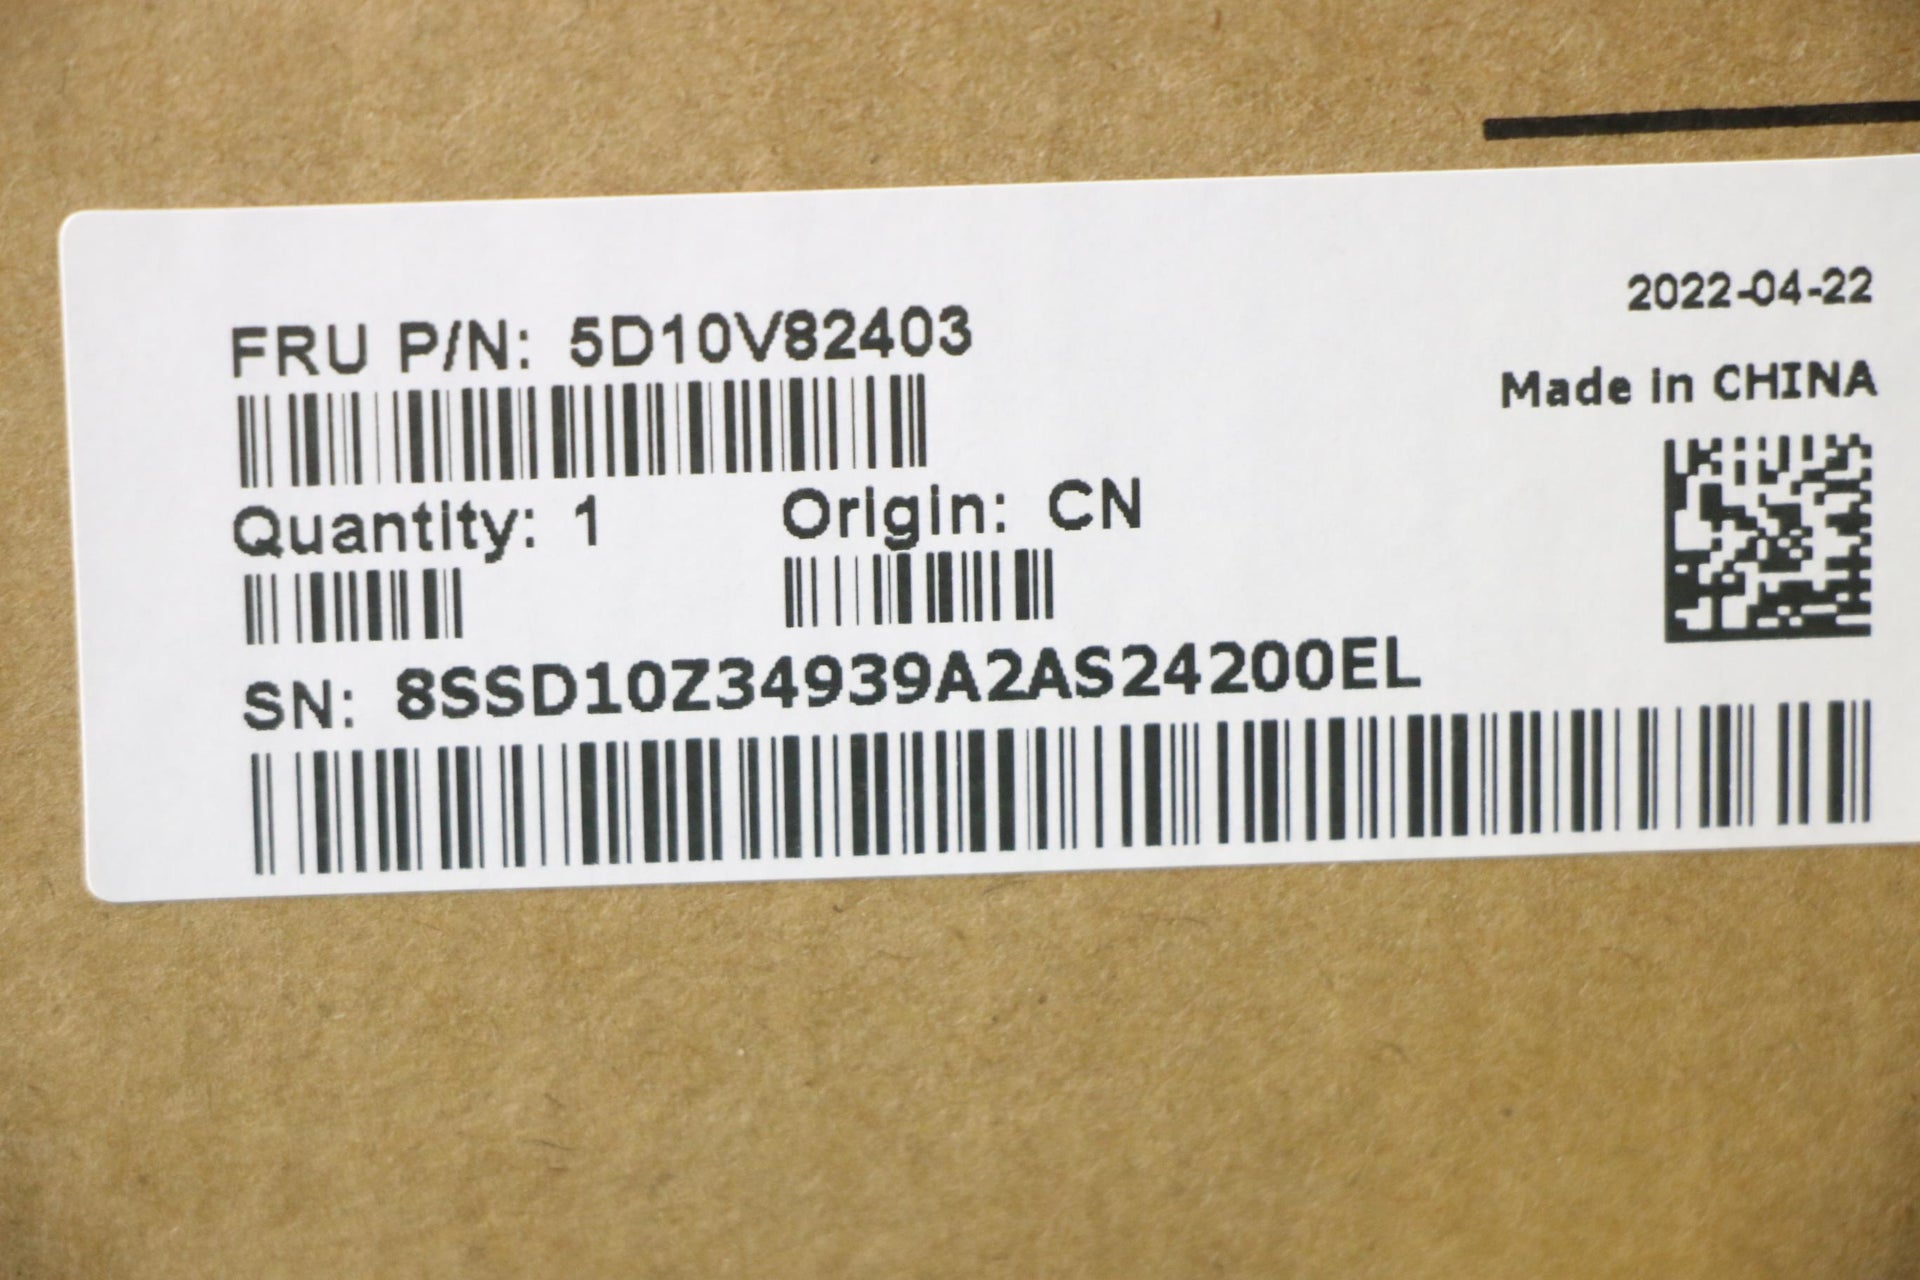 2022-04-22
FRU P/N: 5D10V82403
Made in CHINA
Quantity: 1
Origin: CN
SN: 8SSD10Z34939A2AS24200EL